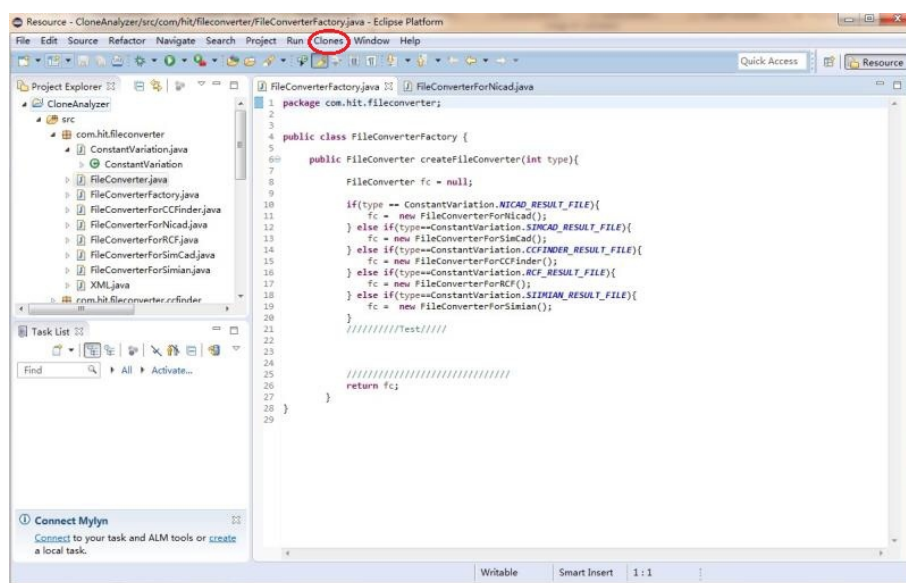 Resource - CloneAnalyzer/src/com/hit/fileconverter/FileConverterFactory.java - Eclipse Platform
File Edit Source Refactor Navigate Search Project Run Clones Window Help
Quick Access
Resource
Project Explorer
CloneAnalyzer
src
com.hit.fileconverter
ConstantVariation.java
ConstantVariation
FileConverter.java
FileConverterFactory.java
FileConverterForCCFinder.java
FileConverterForNicad.java
FileConverterForRCF.java
FileConverterForSimCad.java
FileConverterForSimian.java
XML.java
com.hit.fileconverter.ccfinder
Task List
Find All Activate...
Connect Mylyn
Connect to your task and ALM tools or create
a local task.
FileConverterFactory.java FileConverterForNicad.java
1 package com.hit.fileconverter;
2
3
4 public class FileConverterFactory {
5
6 public FileConverter createFileConverter(int type){
7
8 FileConverter fc = null;
9
10 if(type == ConstantVariation.NICAD_RESULT_FILE){
11 fc = new FileConverterForNicad();
12 } else if(type==ConstantVariation.SIMCAD_RESULT_FILE){
13 fc = new FileConverterForSimCad();
14 } else if(type==ConstantVariation.CCFINDER_RESULT_FILE){
15 fc = new FileConverterForCCFinder();
16 } else if(type==ConstantVariation.RCF_RESULT_FILE){
17 fc = new FileConverterForRCF();
18 } else if(type==ConstantVariation.SIIMIAN_RESULT_FILE){
19 fc = new FileConverterForSimian();
20 }
21 //////////Test/////
22
23
24
25 ///////////////////////////////
26 return fc;
27 }
28 }
29
Writable Smart Insert 1 : 1